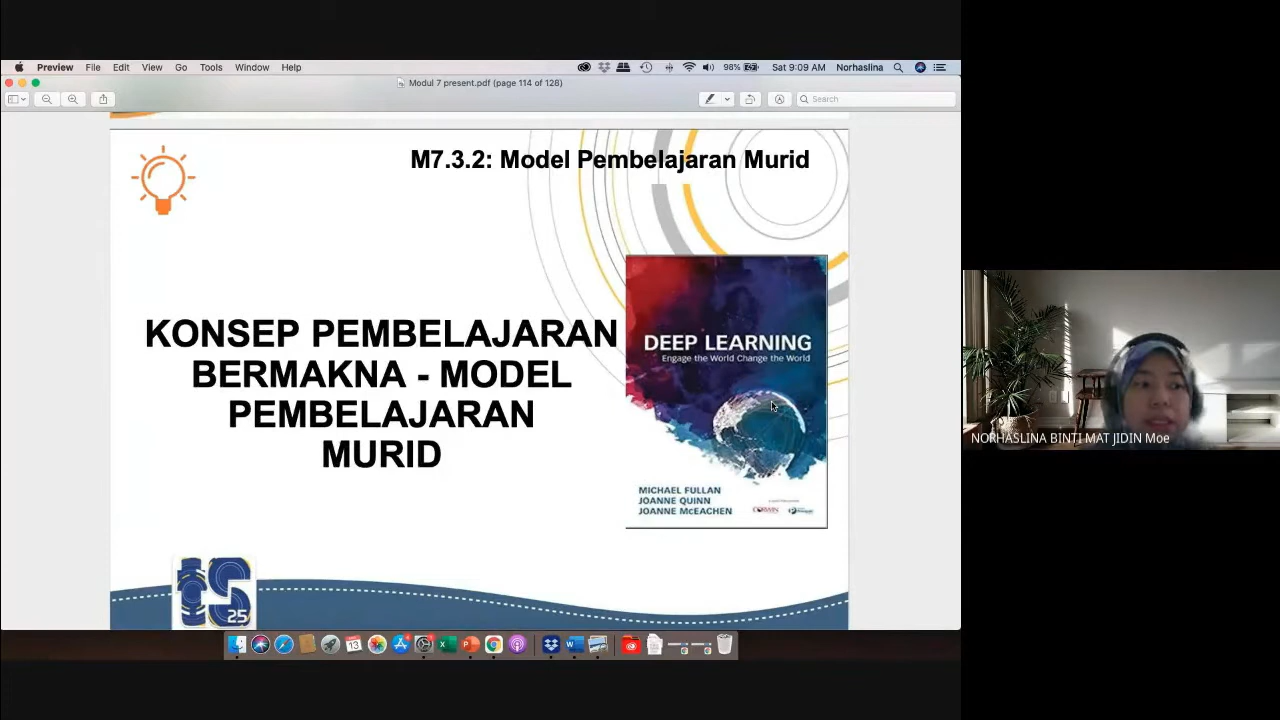 Preview File Edit View Go Tools Window Help
98% Sat 9:09 AM Norhaslina
Modul 7 present.pdf (page 114 of 128)
Search
M7.3.2: Model Pembelajaran Murid
KONSEP PEMBELAJARAN
BERMAKNA - MODEL
PEMBELAJARAN
MURID
DEEP LEARNING
Engage the World Change the World
MICHAEL FULLAN
JOANNE QUINN
JOANNE McEACHEN
CORWIN
25
13
NORHASLINA BINTI MAT JIDIN Moe